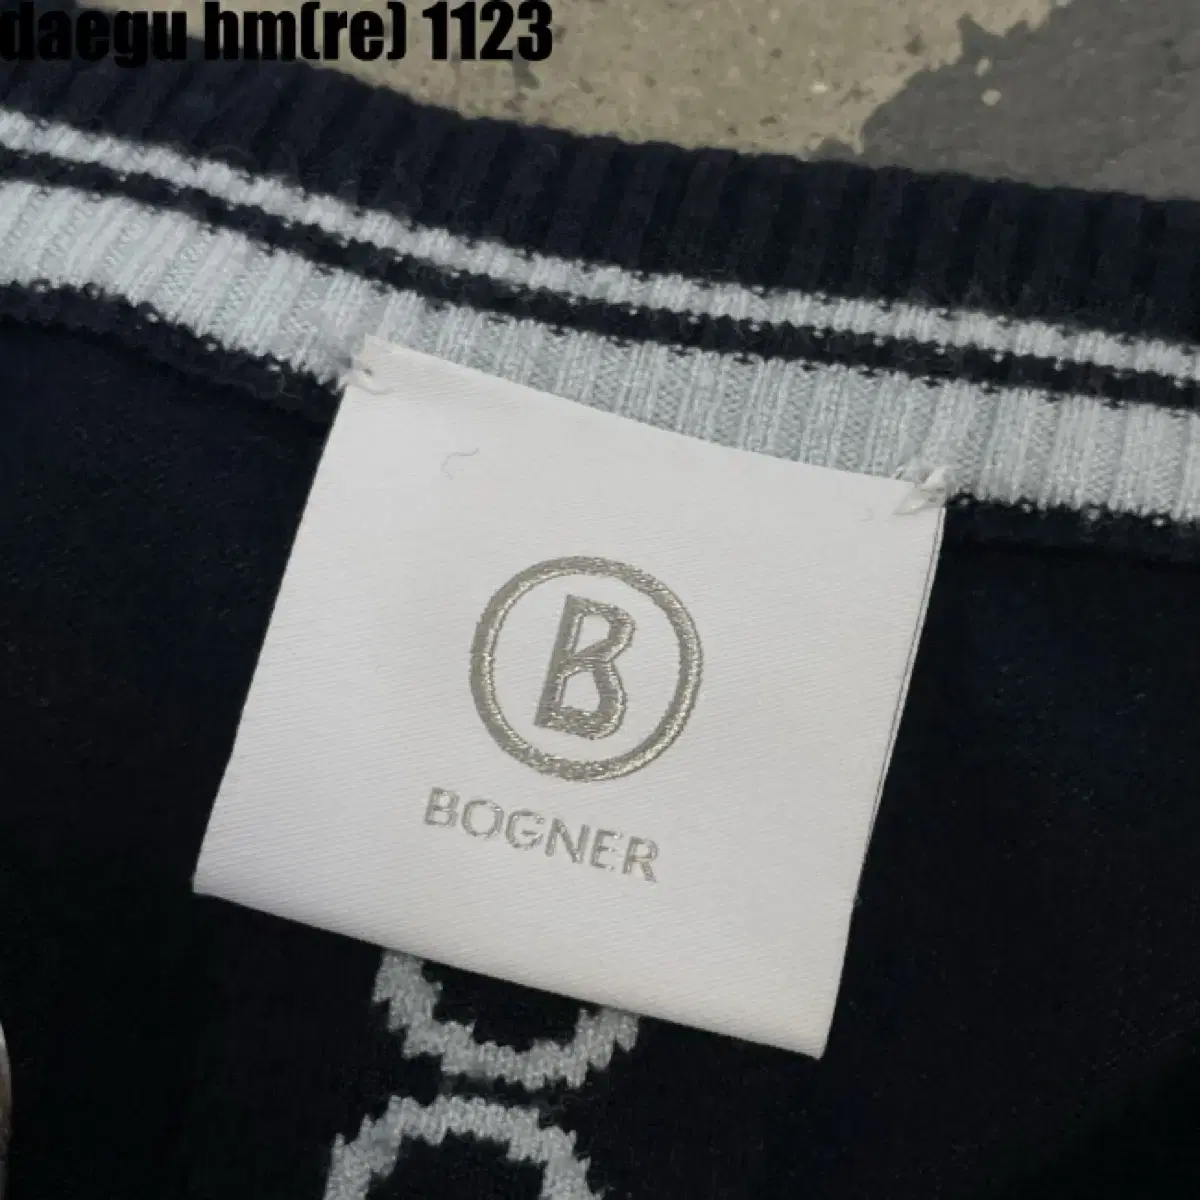 daegu hm(re) 1123
B
BOGNER